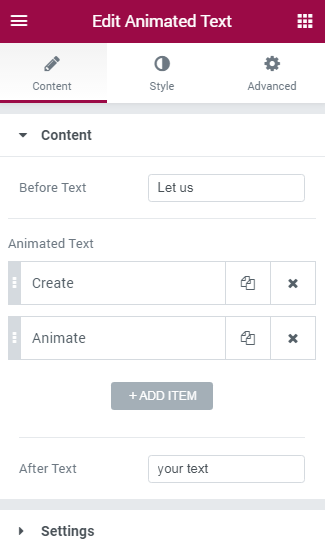 Edit Animated Text
Content Style Advanced
Content
Before Text Let us
Animated Text
Create
Animate
+ ADD ITEM
After Text your text
Settings